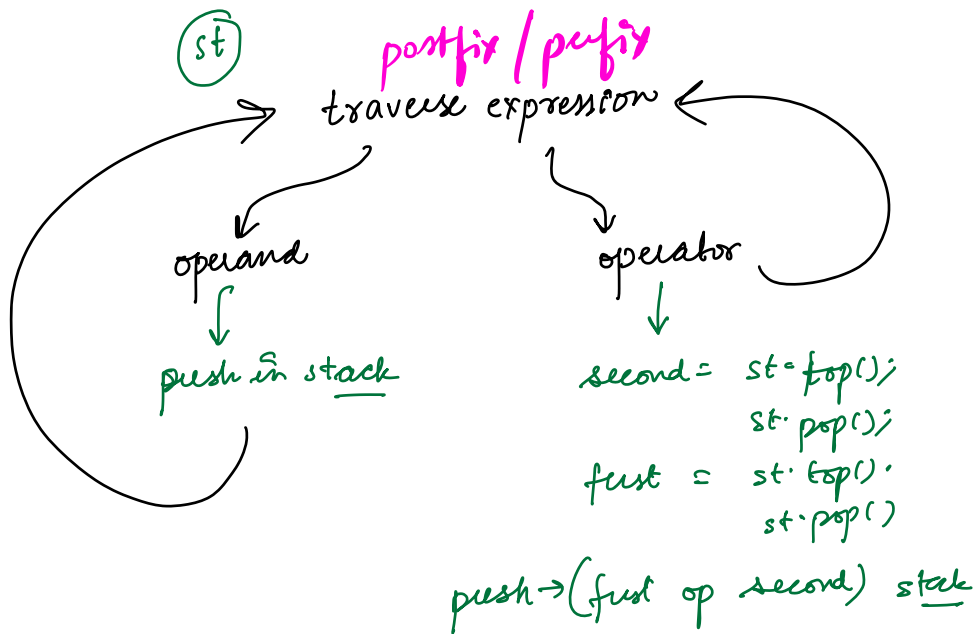 st
postfix / prefix
traverse expression
operand
operator
push in stack
second = st.top();
st.pop();
first = st.top().
st.pop()
push→(first op second) stack